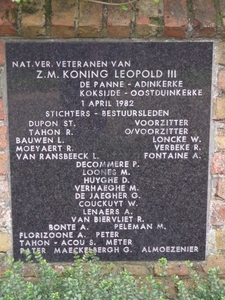 NAT.VER. VETERANEN VAN
Z.M. KONING LEOPOLD III
DE PANNE - ADINKERKE
KOKSIJDE - OOSTDUINKERKE
1 APRIL 1982
STICHTERS - BESTUURSLEDEN
DUPON ST. VOORZITTER
TAHON R. O/VOORZITTER
BAUWEN L. LONCKE W.
MOEYAERT R. VERBEKE R.
VAN RANSBEECK L. FONTAINE A.
DECOMMERE P.
LOONES M.
HUYGHE D.
VERHAEGHE M.
DE JAEGHER G.
COUCKUYT W.
LENAERS A.
VAN BIERVLIET R.
BONTE A. PELEMAN M.
FLORIZOONE A. PETER
TAHON - ACOU S. METER
PATER MAECKELBERGH G. ALMOEZENIER